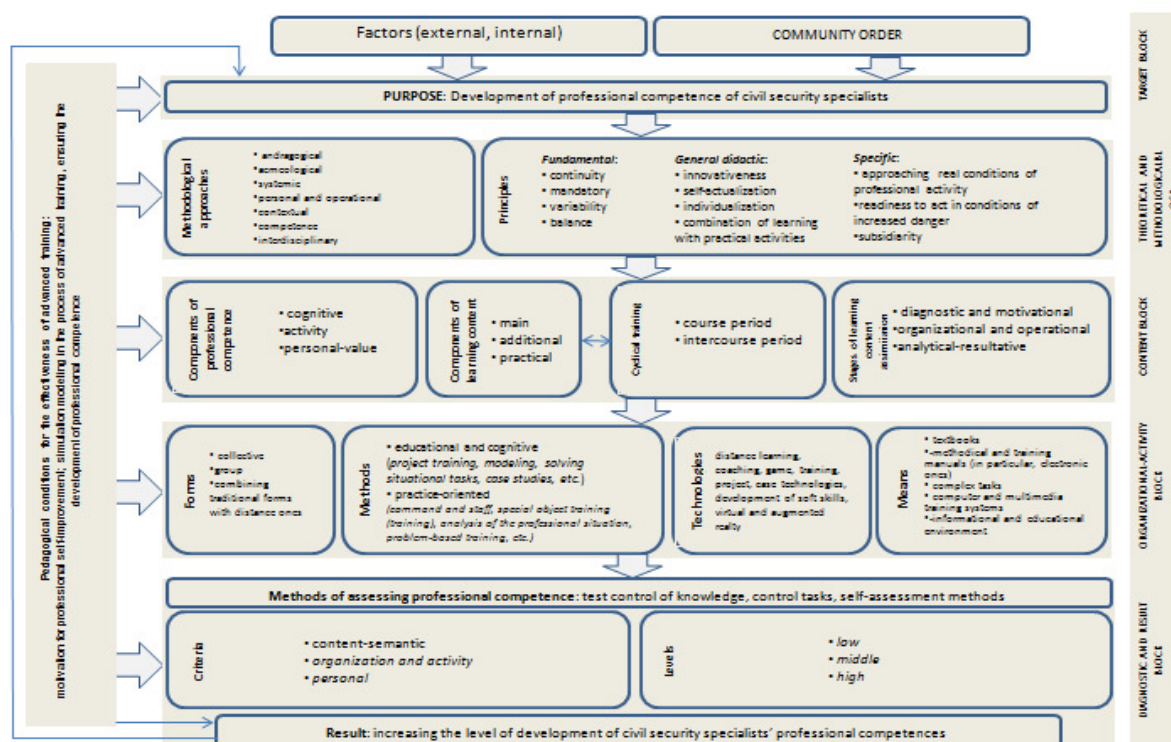 Factors (external, internal)
COMMUNITY ORDER
TARGET BLOCK
PURPOSE: Development of professional competence of civil security specialists
Pedagogical conditions for the effectiveness of advanced training:
motivation for professional self-improvement; simulation modeling in the process of advanced training, ensuring the
development of professional competence
Methodological
approaches
• andragogical
• acmeological
• systemic
•personal and operational
•contextual
•competence
•interdisciplinary
Principles
Fundamental:
• continuity
• mandatory
• variability
• balance
General didactic:
• innovativeness
• self-actualization
• individualization
• combination of learning
with practical activities
Specific:
• approaching real conditions of
professional activity
•readiness to act in conditions of
increased danger
•subsidiarity
THEORETICAL AND
Components of
professional
competence
• cognitive
• activity
• personal-value
Components of
learning content
• main
• additional
• practical
Cyclical training
• course period
• intercourse period
Stages of learning
content
assimilation
• diagnostic and motivational
• organizational and operational
• analytical-resultative
CONTENT BLOCK
Forms
• collective
•group
•combining
traditional forms
with distance ones
Methods
• educational and cognitive
(project training, modeling, solving
situational tasks, case studies, etc.)
• practice-oriented
(command and staff, special object training
(training), analysis of the professional situation,
problem-based training, etc.)
Technologies
distance learning,
coaching, game, training,
project, case technologies,
development of soft skills,
virtual and augmented
realty
Means
• textbooks
•-methodical and training
manuals (in particular, electronic
ones)
• complex tasks
• computer and multimedia
training systems
•-informational and educational
environment
ORGANIZATIONAL-ACTIVITY
BLOCE
Methods of assessing professional competence: test control of knowledge, control tasks, self-assessment methods
Criteria
• content-semantic
• organization and activity
• personal
Levels
• low
• middle
• high
DIAGNOSTIC AND RESULT
BLOCE
Result: increasing the level of development of civil security specialists' professional competences